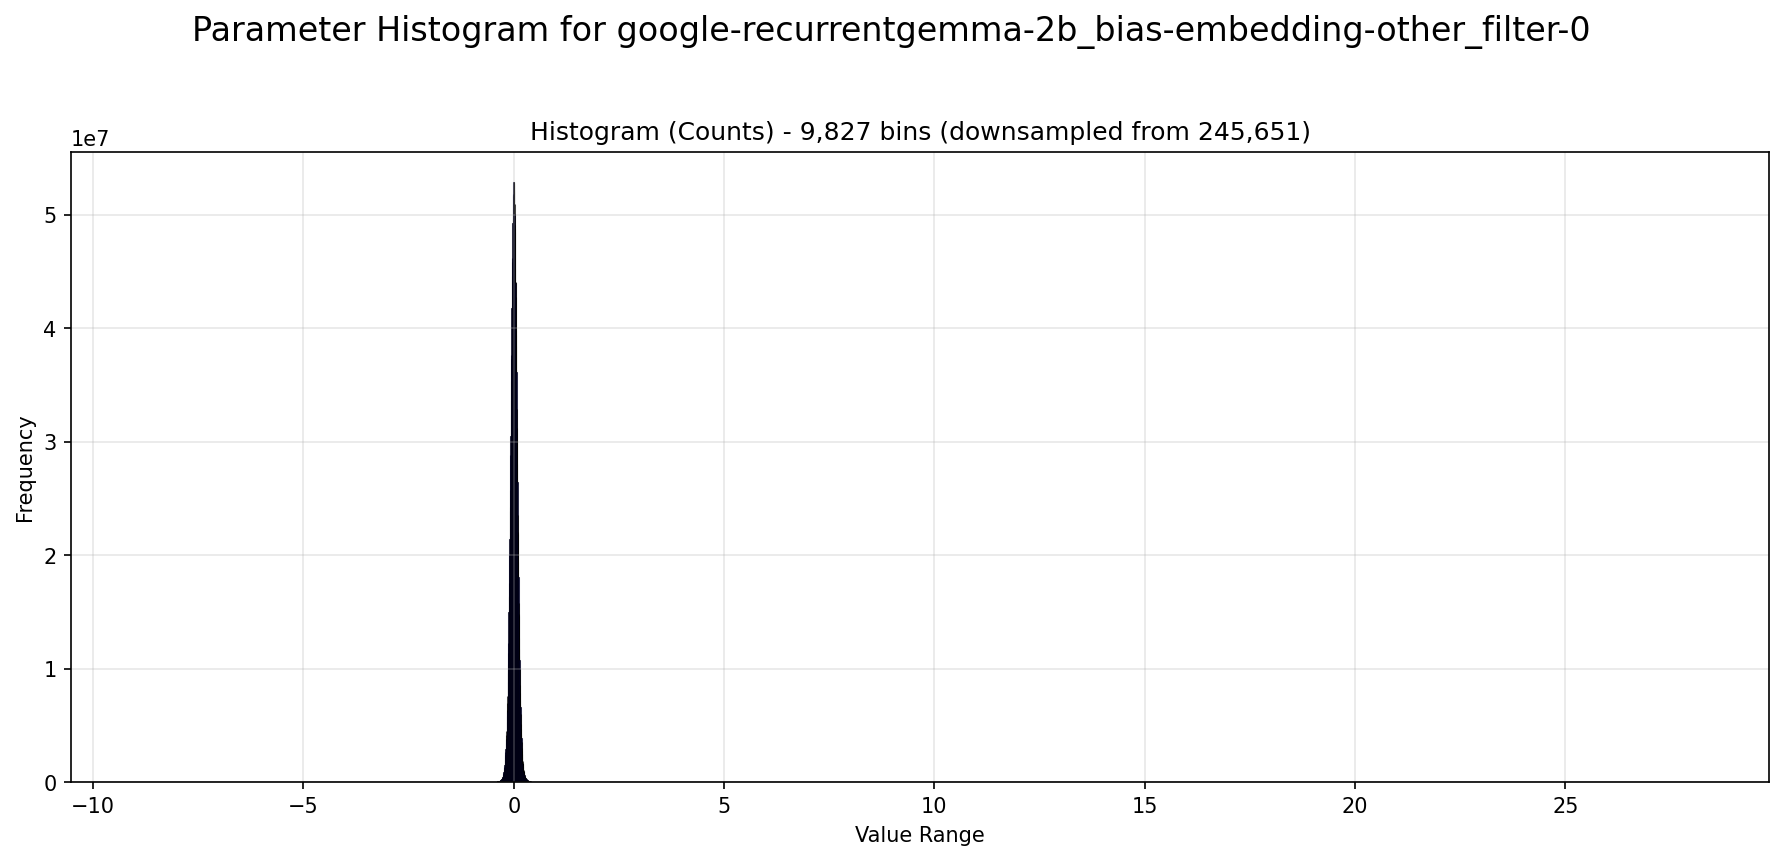 Parameter Histogram for google-recurrentgemma-2b_bias-embedding-other_filter-0
Histogram (Counts) - 9,827 bins (downsampled from 245,651)
1e7
5
4
3
2
1
0
Frequency
−10
−5
0
5
10
15
20
25
Value Range